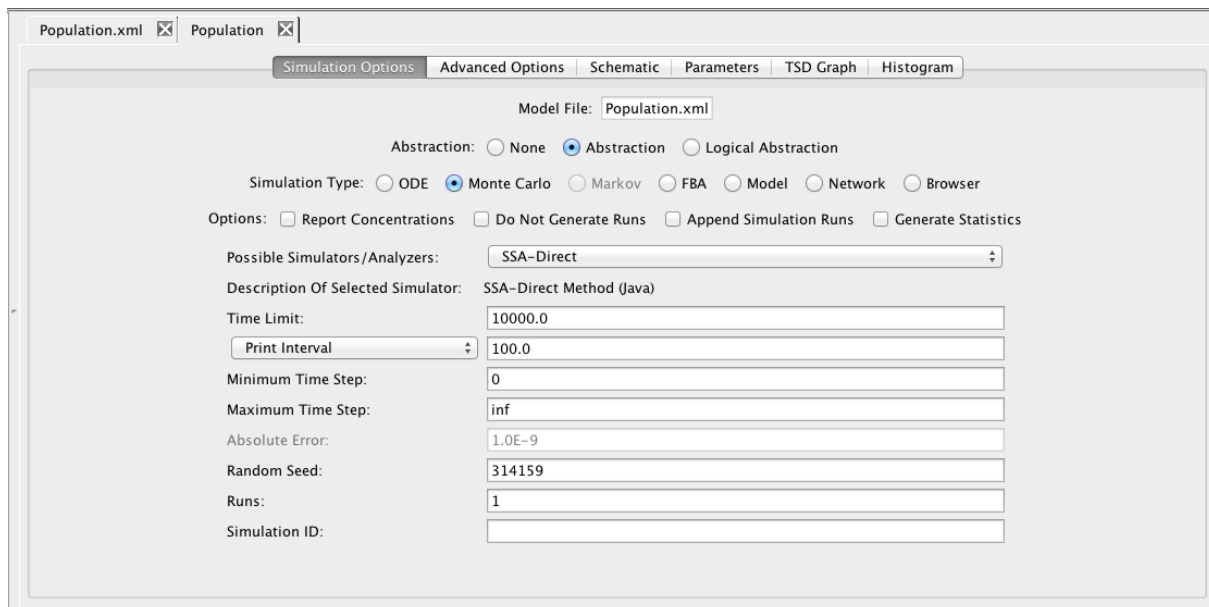 Population.xml Population
Simulation Options Advanced Options Schematic Parameters TSD Graph Histogram
Model File: Population.xml
Abstraction: None Abstraction Logical Abstraction
Simulation Type: ODE Monte Carlo Markov FBA Model Network Browser
Options: Report Concentrations Do Not Generate Runs Append Simulation Runs Generate Statistics
Possible Simulators/Analyzers: SSA-Direct
Description Of Selected Simulator: SSA-Direct Method (Java)
Time Limit: 10000.0
Print Interval 100.0
Minimum Time Step: 0
Maximum Time Step: inf
Absolute Error: 1.0E-9
Random Seed: 314159
Runs: 1
Simulation ID: